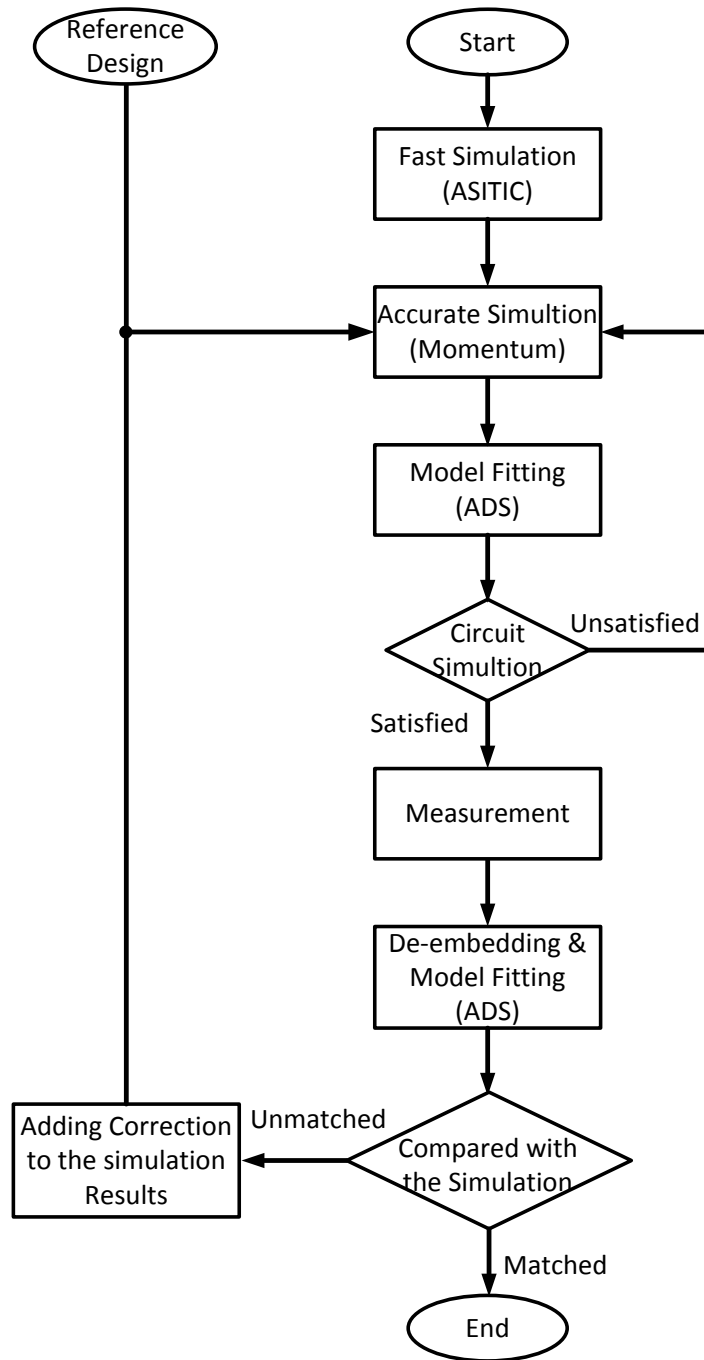 Reference
Design
Start
Fast Simulation
(ASITIC)
Accurate Simultion
(Momentum)
Model Fitting
(ADS)
Circuit
Simultion
Unsatisfied
Satisfied
Measurement
De-embedding &
Model Fitting
(ADS)
Adding Correction
to the simulation
Results
Unmatched
Compared with
the Simulation
Matched
End